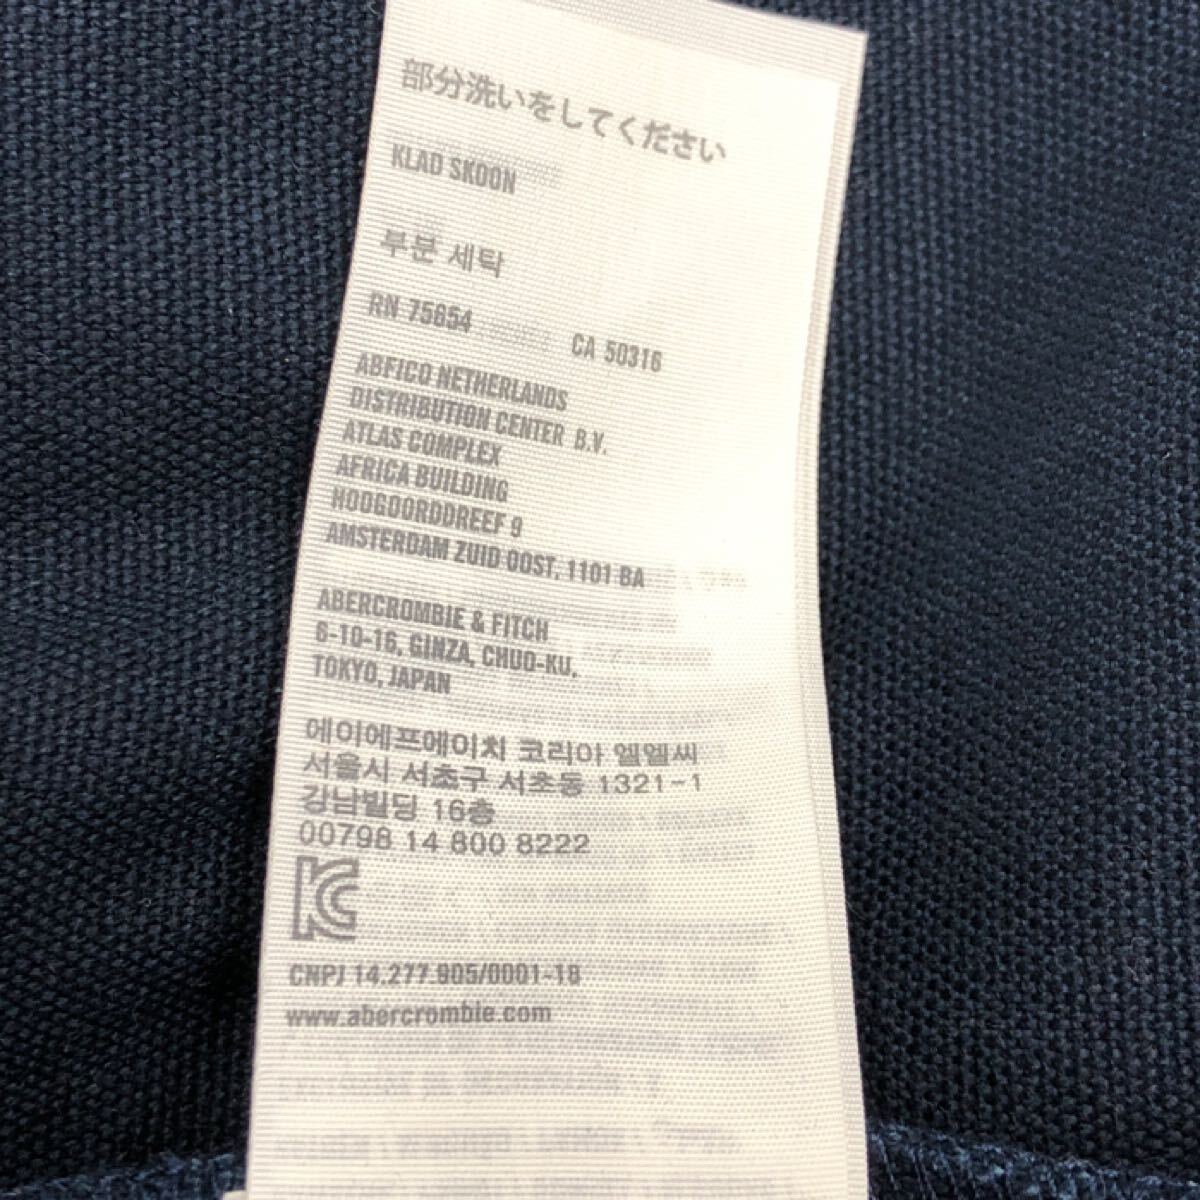 部分洗いをしてください
KLAD SKOON
부분 세탁
RN 75654 CA 50316
ABFICO NETHERLANDS
DISTRIBUTION CENTER B.V.
ATLAS COMPLEX
AFRICA BUILDING
HOOGOORDDREEF 9
AMSTERDAM ZUID OOST, 1101 BA
ABERCROMBIE & FITCH
6-10-16, GINZA, CHUO-KU,
TOKYO, JAPAN
에이에프에이치 코리아 엘엘씨
서울시 서초구 서초동 1321-1
강남빌딩 16층
00798 14 800 8222
KC
CNPJ 14.277.905/0001-18
www.abercrombie.com